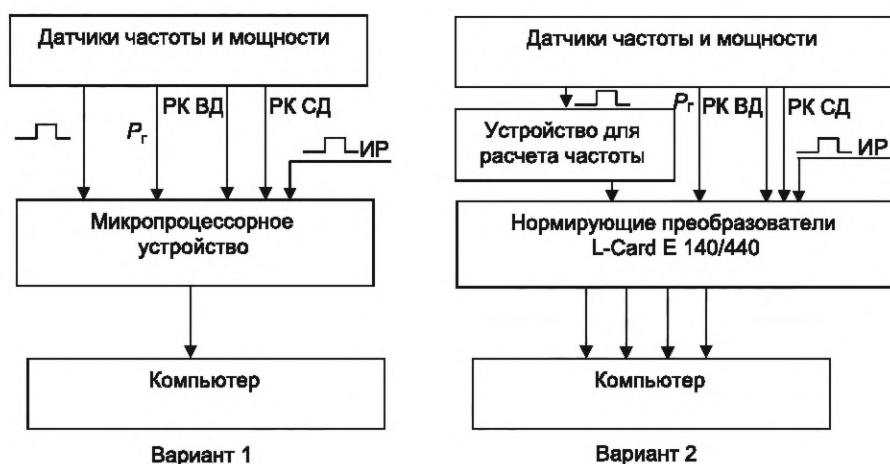 Датчики частоты и мощности
Pг
РК ВД
РК СД
ИР
Микропроцессорное
устройство
Компьютер
Вариант 1
Датчики частоты и мощности
Pг
РК ВД
РК СД
Устройство для
расчета частоты
ИР
Нормирующие преобразователи
L-Card E 140/440
Компьютер
Вариант 2